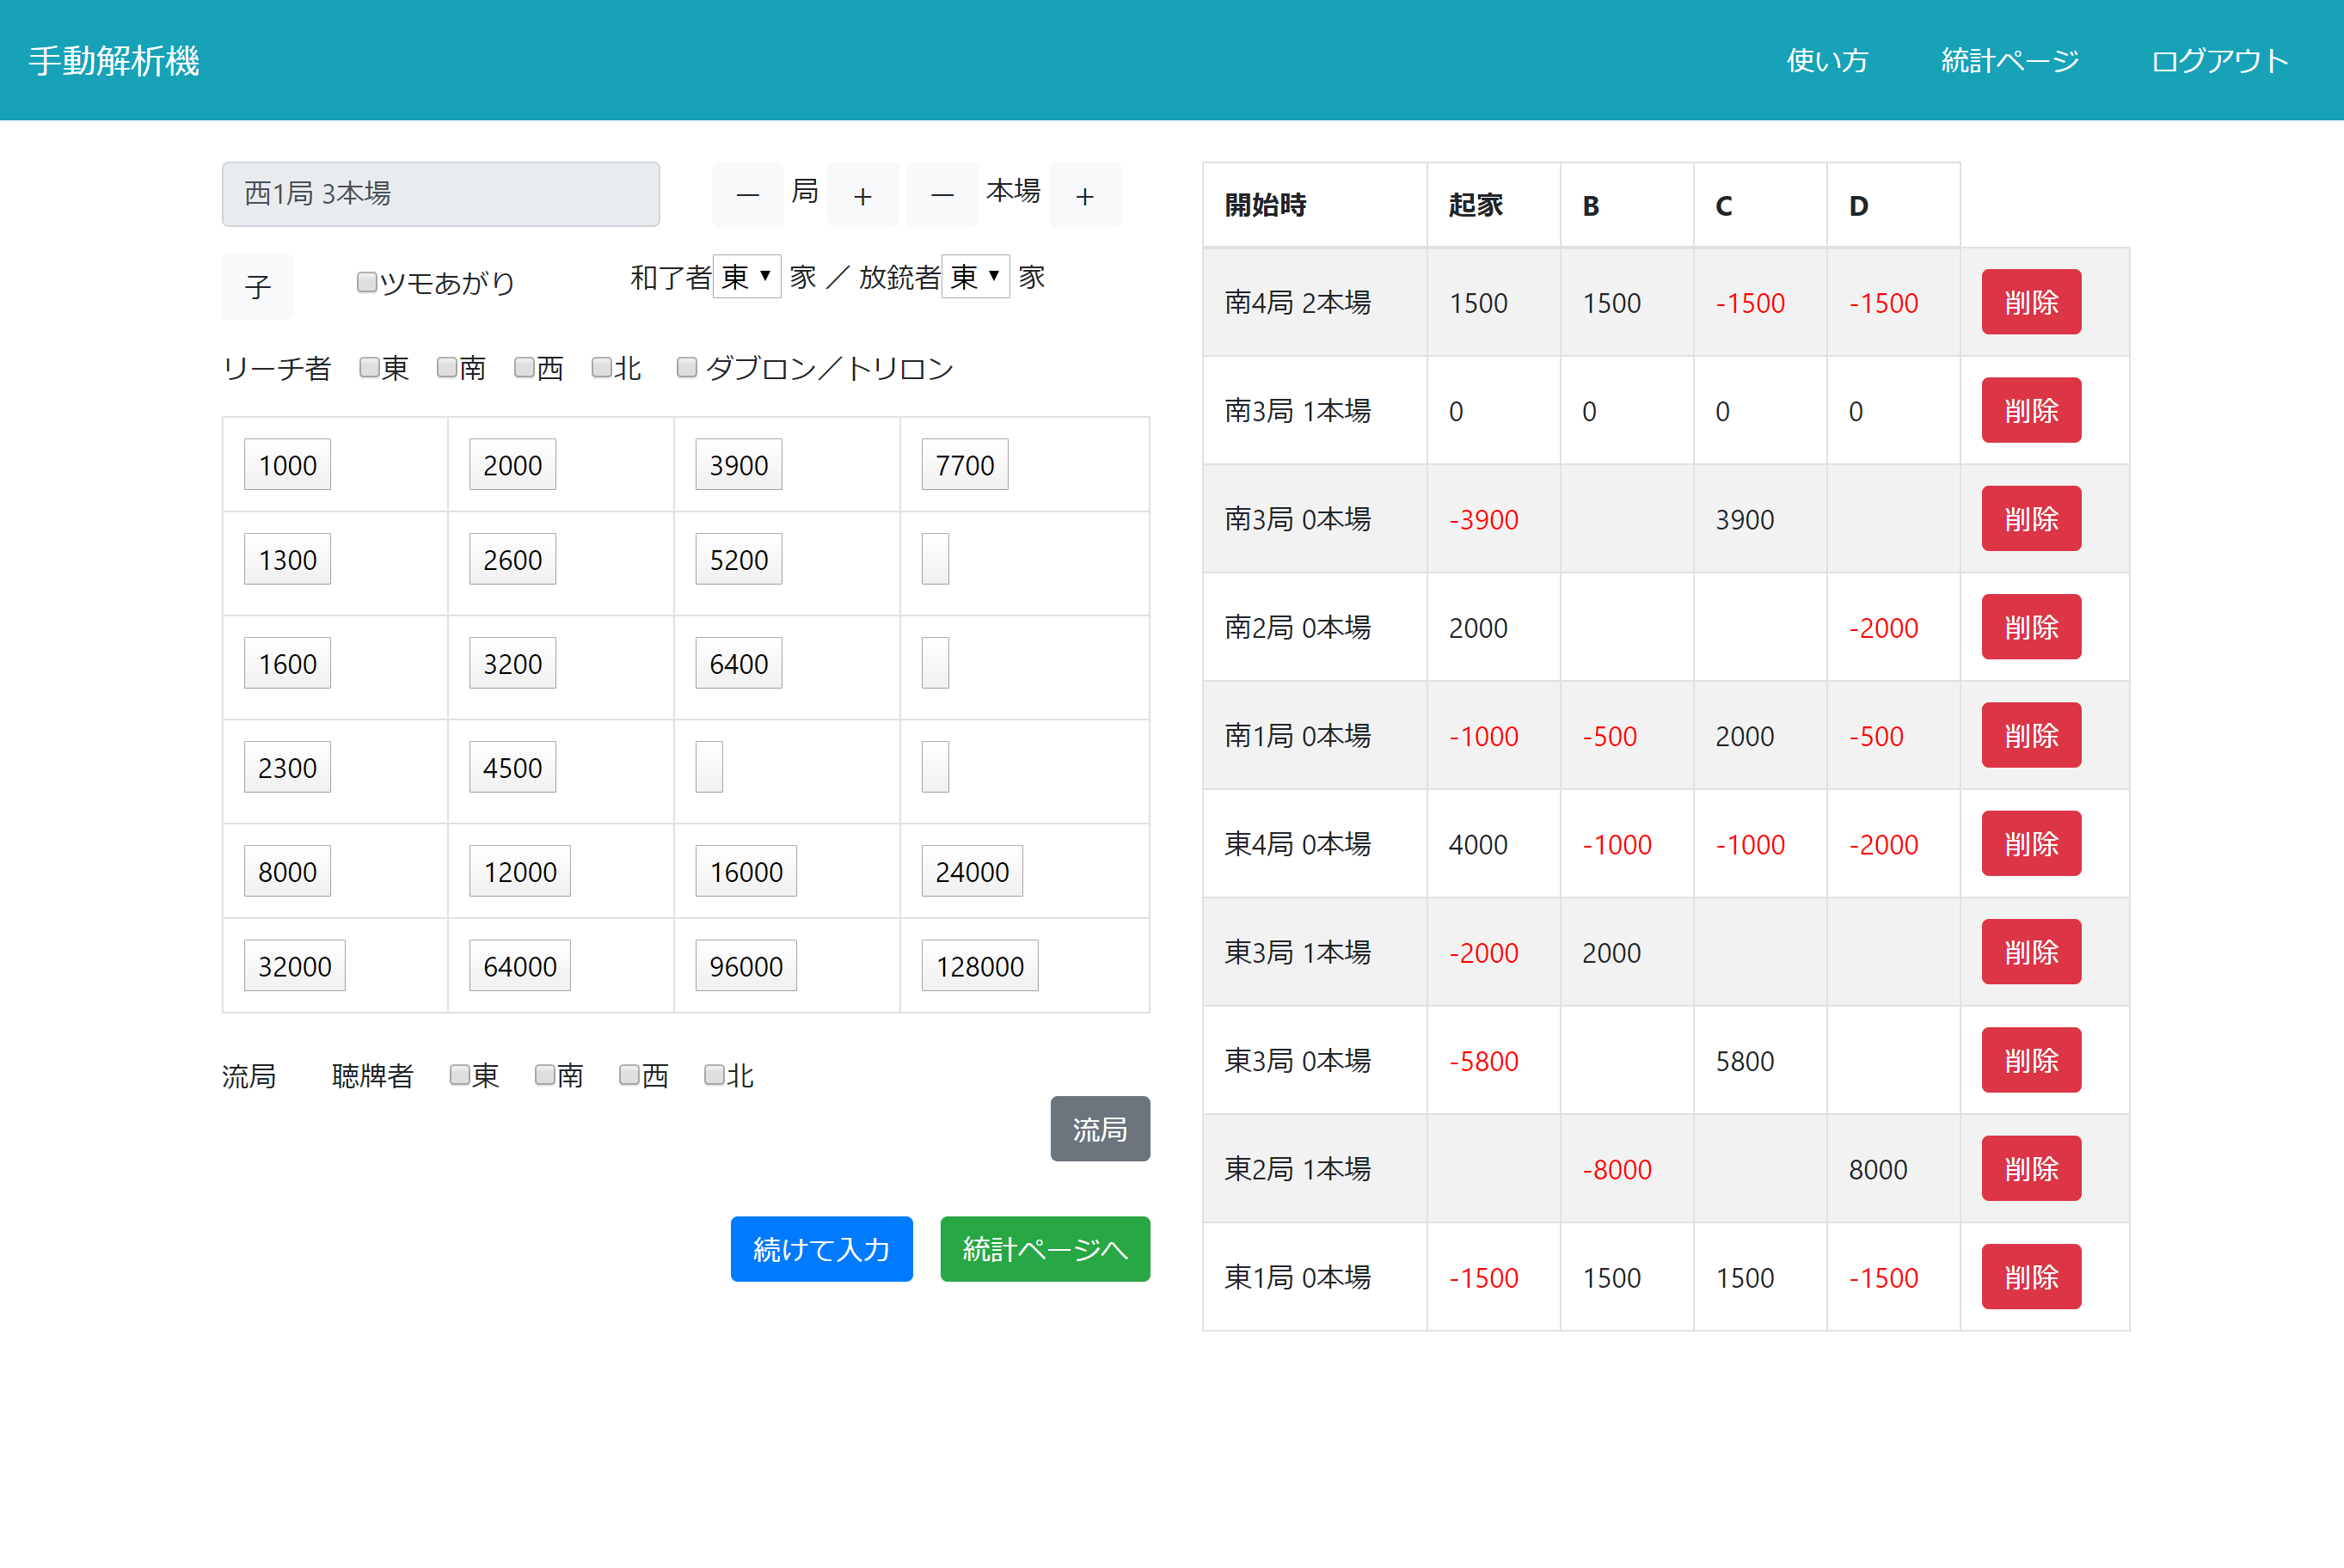 手動解析機 使い方 統計ページ ログアウト
西1局 3本場 － 局 + － 本場 +
子 ツモあがり 和了者 東 家 ／ 放銃者 東 家
リーチ者 東 南 西 北 ダブロン／トリロン
1000 2000 3900 7700
1300 2600 5200
1600 3200 6400
2300 4500
8000 12000 16000 24000
32000 64000 96000 128000
流局 聴牌者 東 南 西 北
流局
続けて入力 統計ページへ
開始時 起家 B C D
南4局 2本場 1500 1500 -1500 -1500 削除
南3局 1本場 0 0 0 0 削除
南3局 0本場 -3900 3900 削除
南2局 0本場 2000 -2000 削除
南1局 0本場 -1000 -500 2000 -500 削除
東4局 0本場 4000 -1000 -1000 -2000 削除
東3局 1本場 -2000 2000 削除
東3局 0本場 -5800 5800 削除
東2局 1本場 -8000 8000 削除
東1局 0本場 -1500 1500 1500 -1500 削除